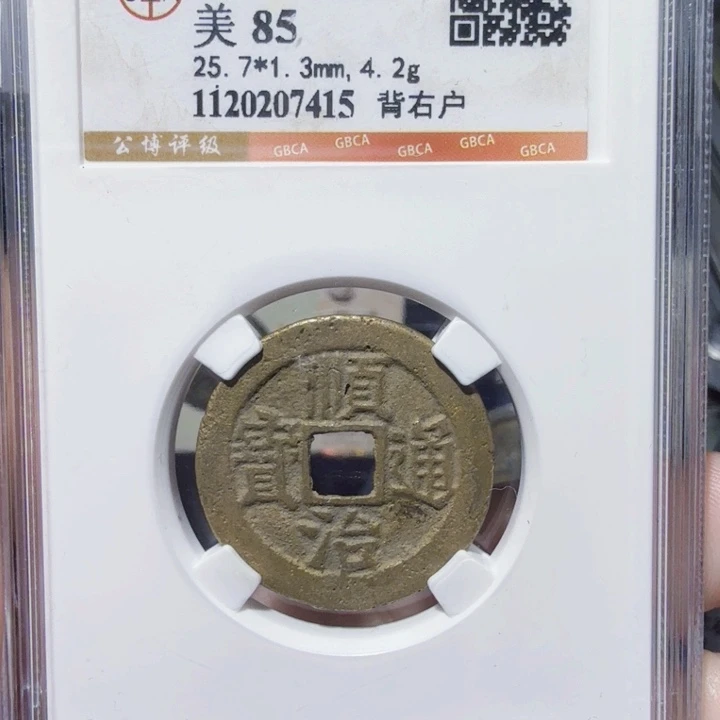 美 85
25.7*1.3mm,4.2g
1120207415 背右户
公博评级 GBCA GBCA GBCA GBCA GBCA
順
寶 通
治